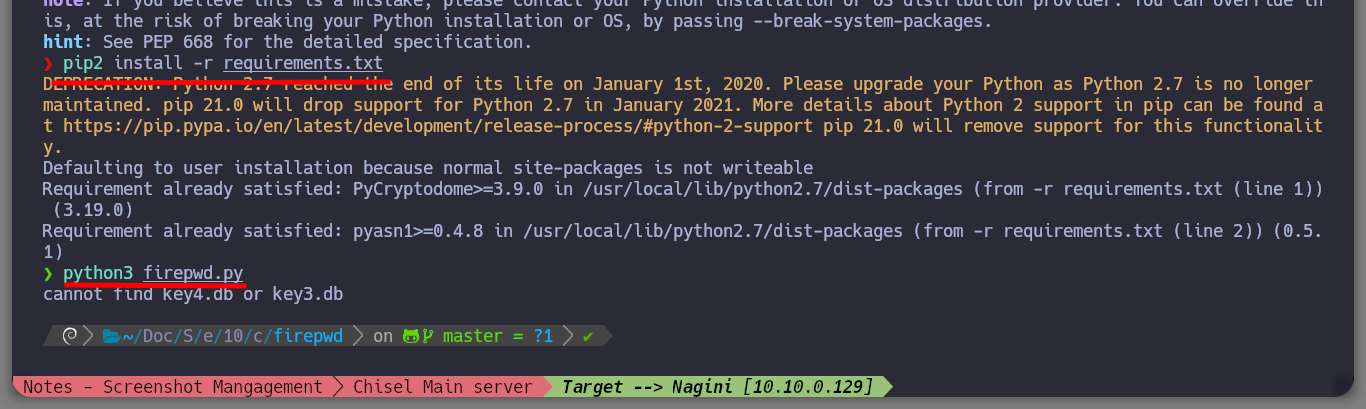 note: If you believe this is a mistake, please contact your Python installation or OS distribution provider. You can override th
is, at the risk of breaking your Python installation or OS, by passing --break-system-packages.
hint: See PEP 668 for the detailed specification.
❯ pip2 install -r requirements.txt
DEPRECATION: Python 2.7 reached the end of its life on January 1st, 2020. Please upgrade your Python as Python 2.7 is no longer
maintained. pip 21.0 will drop support for Python 2.7 in January 2021. More details about Python 2 support in pip can be found a
t https://pip.pypa.io/en/latest/development/release-process/#python-2-support pip 21.0 will remove support for this functionalit
y.
Defaulting to user installation because normal site-packages is not writeable
Requirement already satisfied: PyCryptodome>=3.9.0 in /usr/local/lib/python2.7/dist-packages (from -r requirements.txt (line 1))
(3.19.0)
Requirement already satisfied: pyasn1>=0.4.8 in /usr/local/lib/python2.7/dist-packages (from -r requirements.txt (line 2)) (0.5.
1)
❯ python3 firepwd.py
cannot find key4.db or key3.db
~/Doc/S/e/10/c/firepwd on master = ?1 ✔
Notes - Screenshot Mangagement Chisel Main server Target --> Nagini [10.10.0.129]